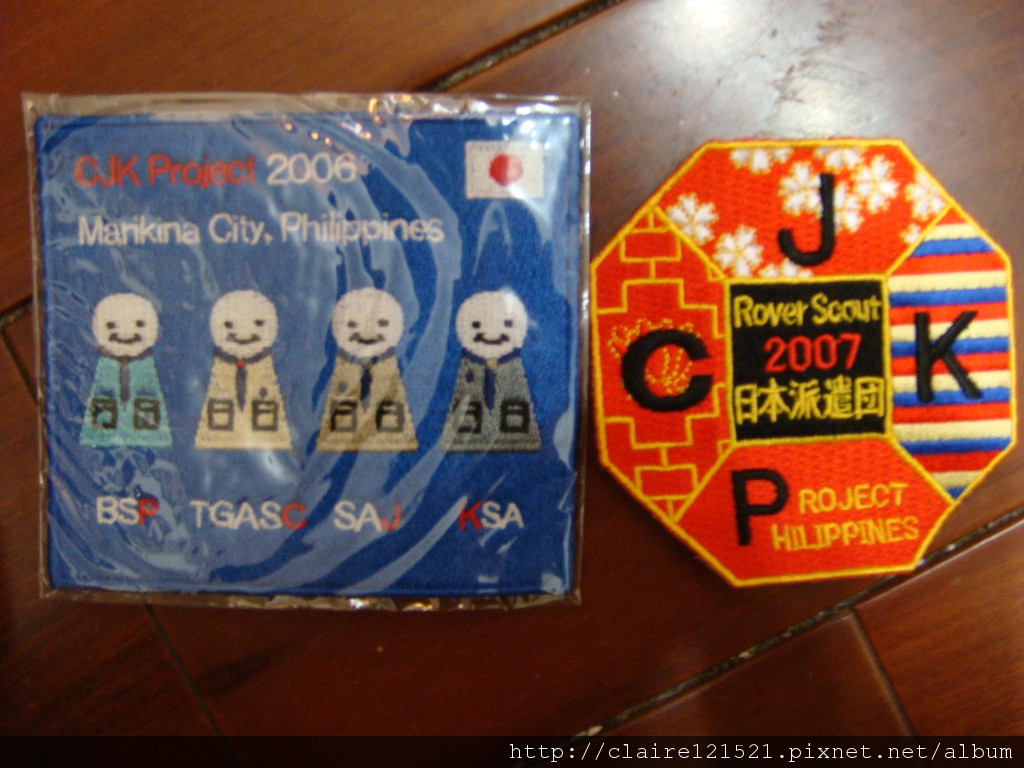 CJK Project 2006
Marikina City, Philippines
BSP TGASC SAJ KSA
J
C
K
Rover Scout
2007
日本派遣団
PROJECT
PHILIPPINES
http://claire121521.pixnet.net/album